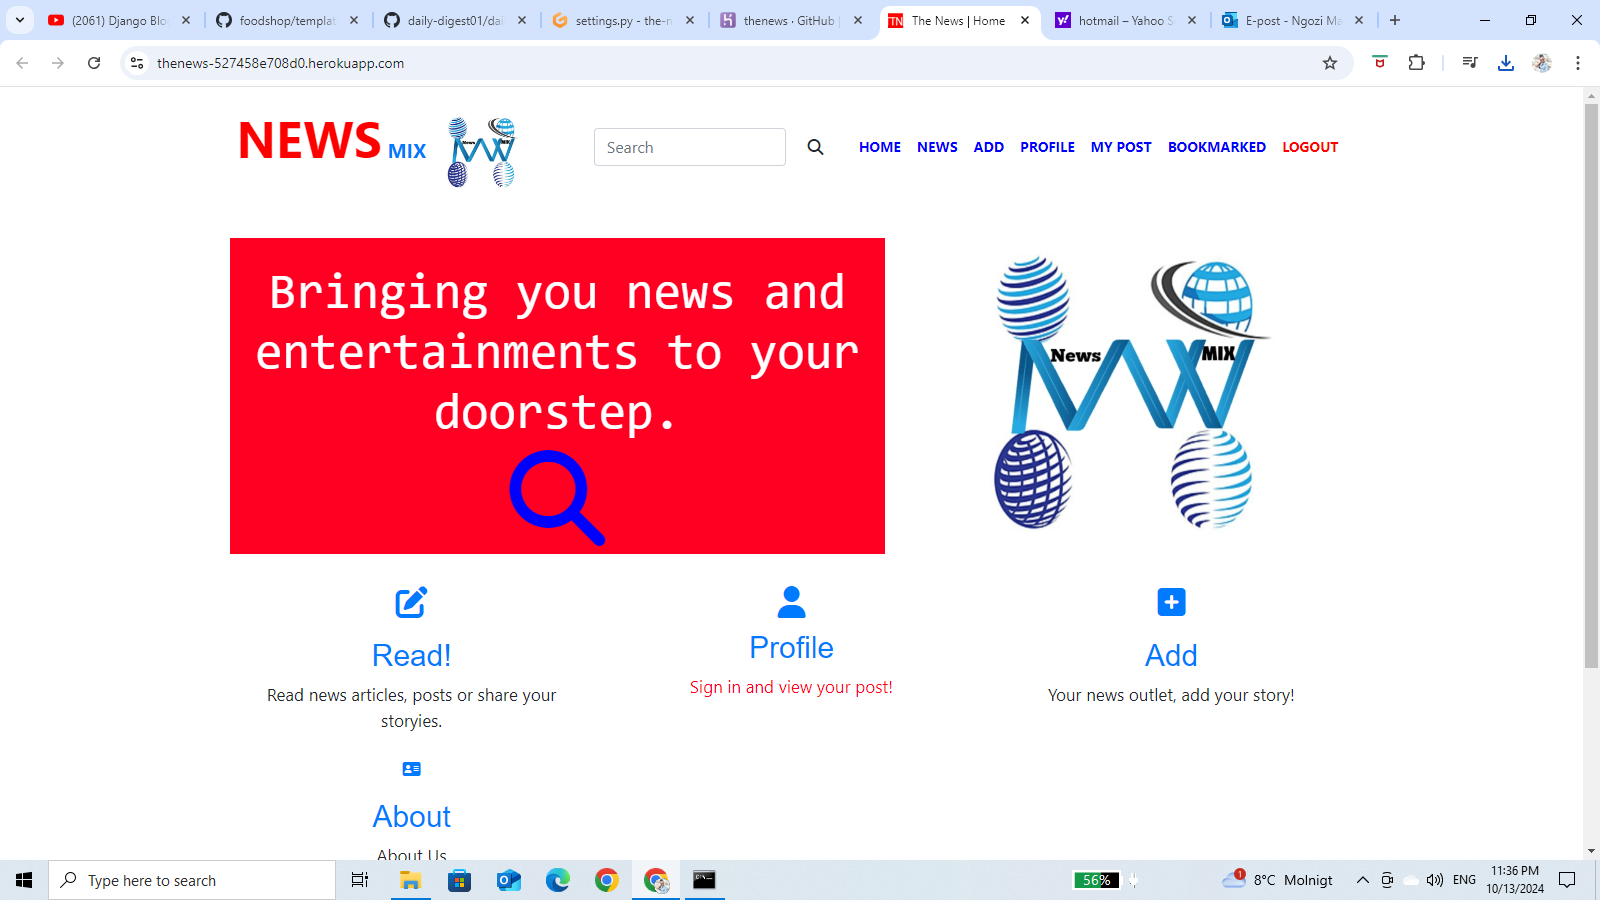 (2061) Django Blo
foodshop/templat
daily-digest01/dai
settings.py - the-n
thenews · GitHub
The News | Home
hotmail – Yahoo S
E-post - Ngozi Ma
thenews-527458e708d0.herokuapp.com
NEWS MIX
News MIX
Search
HOME NEWS ADD PROFILE MY POST BOOKMARKED LOGOUT
Bringing you news and
entertainments to your
doorstep.
News MIX
Read!
Read news articles, posts or share your
storyies.
Profile
Sign in and view your post!
Add
Your news outlet, add your story!
About
About Us
Type here to search
56%
1
8°C Molnigt
ENG
11:36 PM
10/13/2024